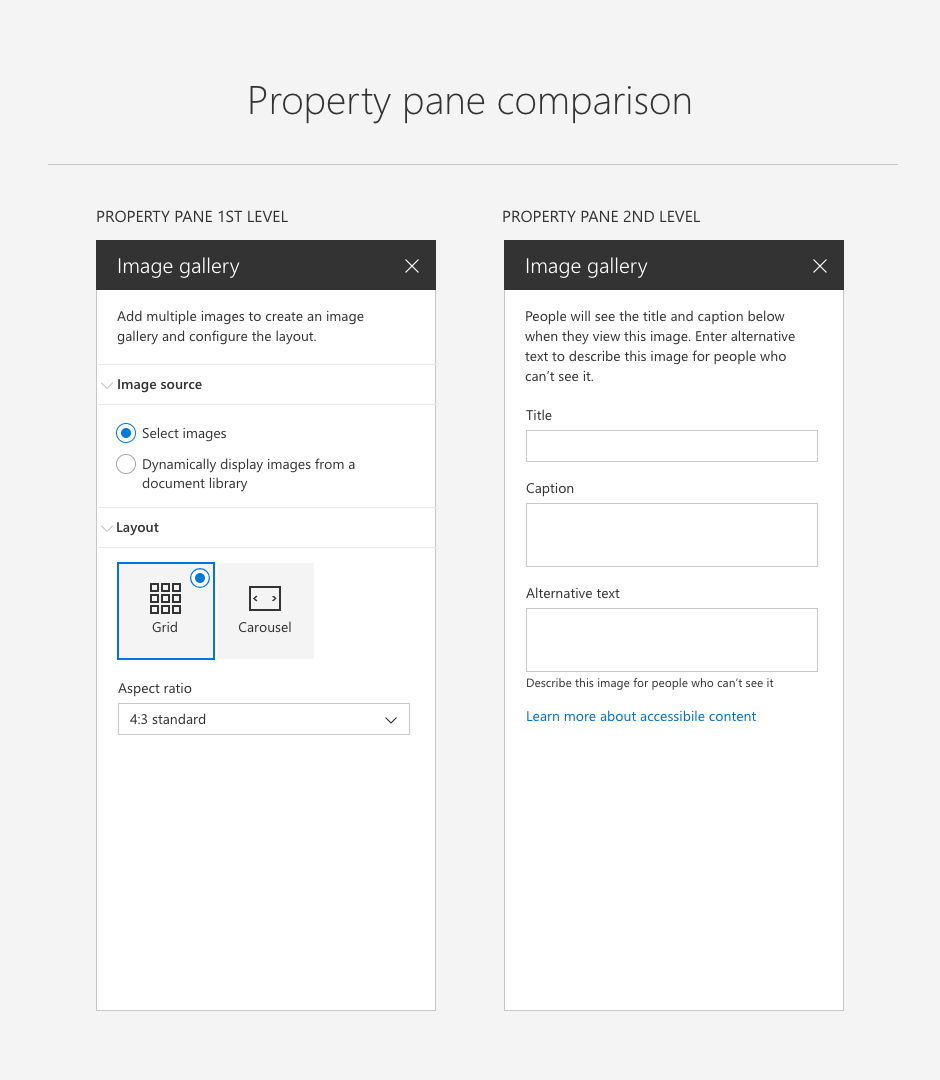 Property pane comparison
PROPERTY PANE 1ST LEVEL
Image gallery
Add multiple images to create an image
gallery and configure the layout.
Image source
Select images
Dynamically display images from a
document library
Layout
Grid
Carousel
Aspect ratio
4:3 standard
PROPERTY PANE 2ND LEVEL
Image gallery
People will see the title and caption below
when they view this image. Enter alternative
text to describe this image for people who
can’t see it.
Title
Caption
Alternative text
Describe this image for people who can’t see it
Learn more about accessibile content